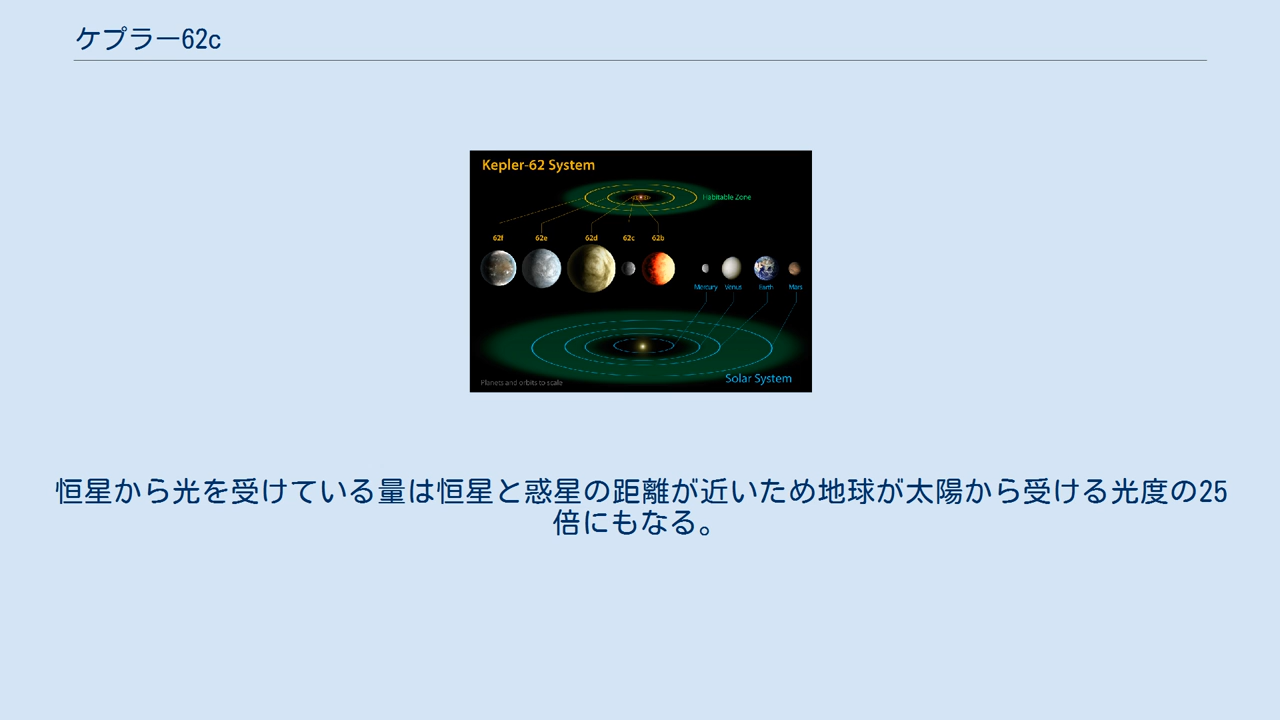 ケプラー62c
Kepler-62 System
Habitable Zone
62f 62e 62d 62c 62b
Mercury Venus Earth Mars
Solar System
Planets and orbits to scale
恒星から光を受けている量は恒星と惑星の距離が近いため地球が太陽から受ける光度の25
倍にもなる。